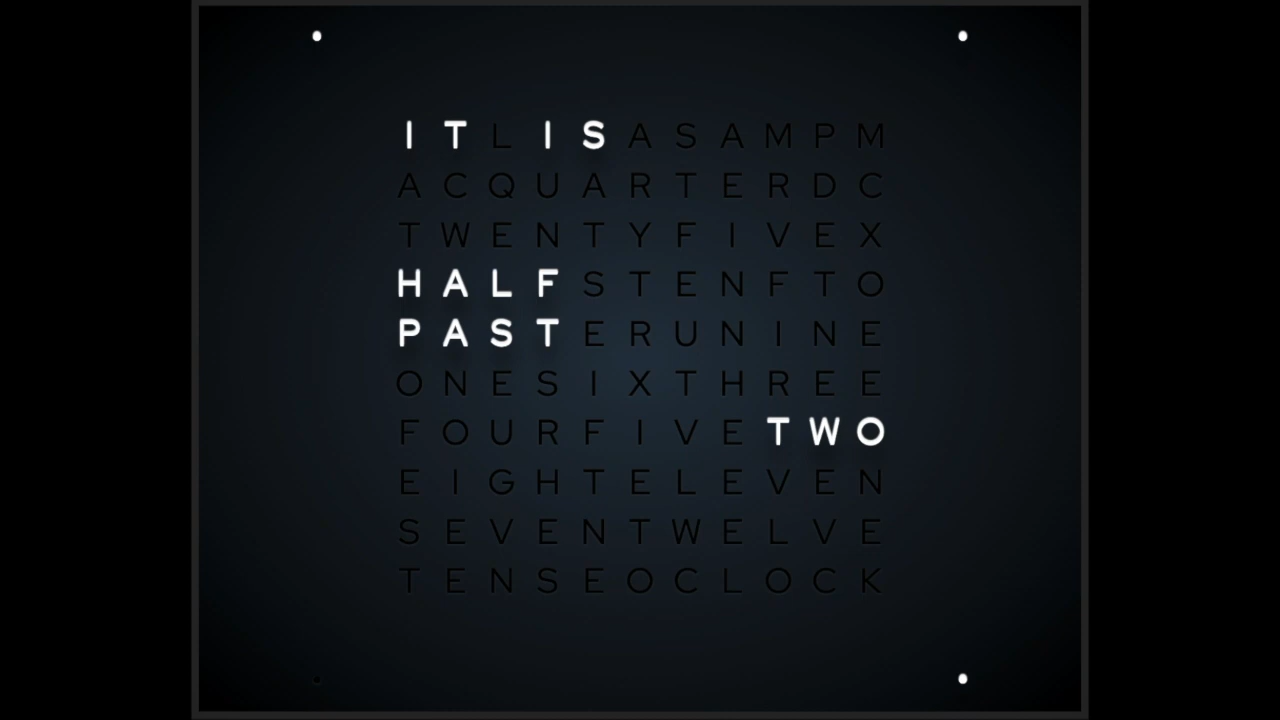 ITLISASAMPM
ACQUARTERDC
TWENTYFIVEX
HALFSTENFTO
PASTERUNINE
ONESIXTHREE
FOURFIVETWO
EIGHTELEVEN
SEVENTWELVE
TENSEOCLOCK